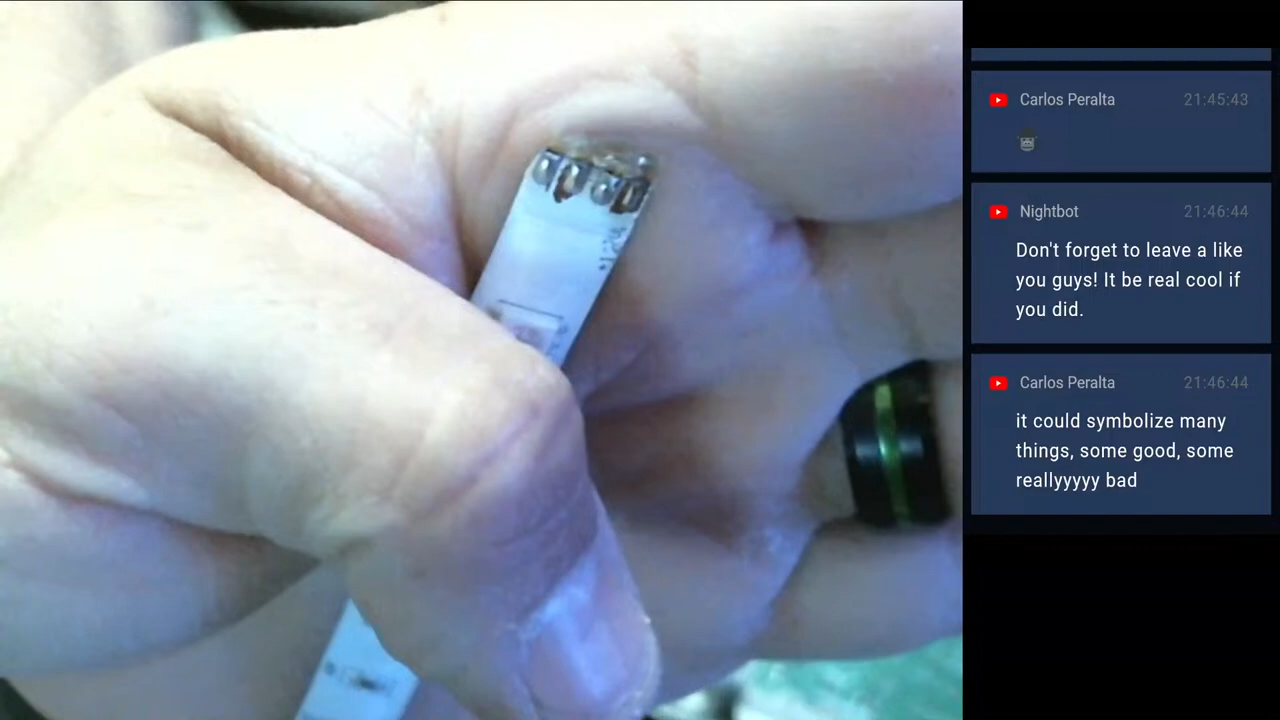 Carlos Peralta 21:45:43
Nightbot 21:46:44
Don't forget to leave a like
you guys! It be real cool if
you did.
Carlos Peralta 21:46:44
it could symbolize many
things, some good, some
reallyyyyy bad